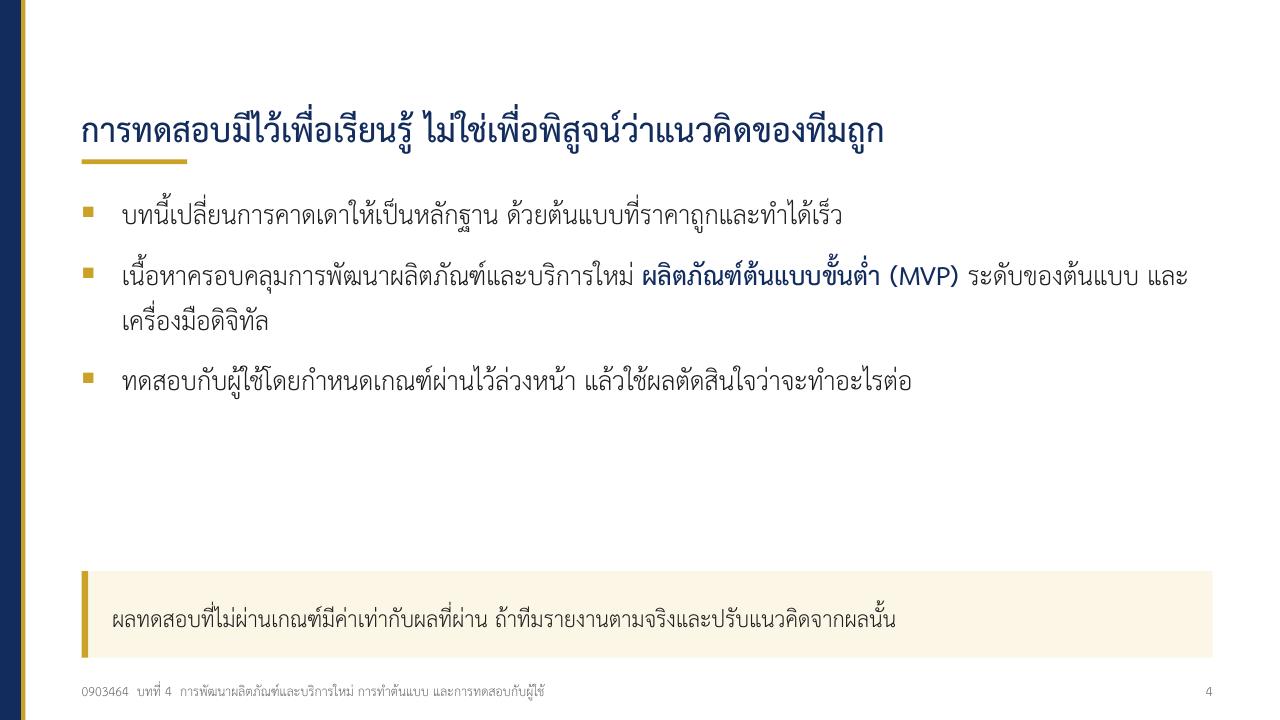 การทดสอบมีไว้เพื่อเรียนรู้ ไม่ใช่เพื่อพิสูจน์ว่าแนวคิดของทีมถูก
บทนี้เปลี่ยนการคาดเดาให้เป็นหลักฐาน ด้วยต้นแบบที่ราคาถูกและทำได้เร็ว
เนื้อหาครอบคลุมการพัฒนาผลิตภัณฑ์และบริการใหม่ ผลิตภัณฑ์ต้นแบบขั้นต่ำ (MVP) ระดับของต้นแบบ และ
เครื่องมือดิจิทัล
ทดสอบกับผู้ใช้โดยกำหนดเกณฑ์ผ่านไว้ล่วงหน้า แล้วใช้ผลตัดสินใจว่าจะทำอะไรต่อ
ผลทดสอบที่ไม่ผ่านเกณฑ์มีค่าเท่ากับผลที่ผ่าน ถ้าทีมรายงานตามจริงและปรับแนวคิดจากผลนั้น
0903464 บทที่ 4 การพัฒนาผลิตภัณฑ์และบริการใหม่ การทำต้นแบบ และการทดสอบกับผู้ใช้
4